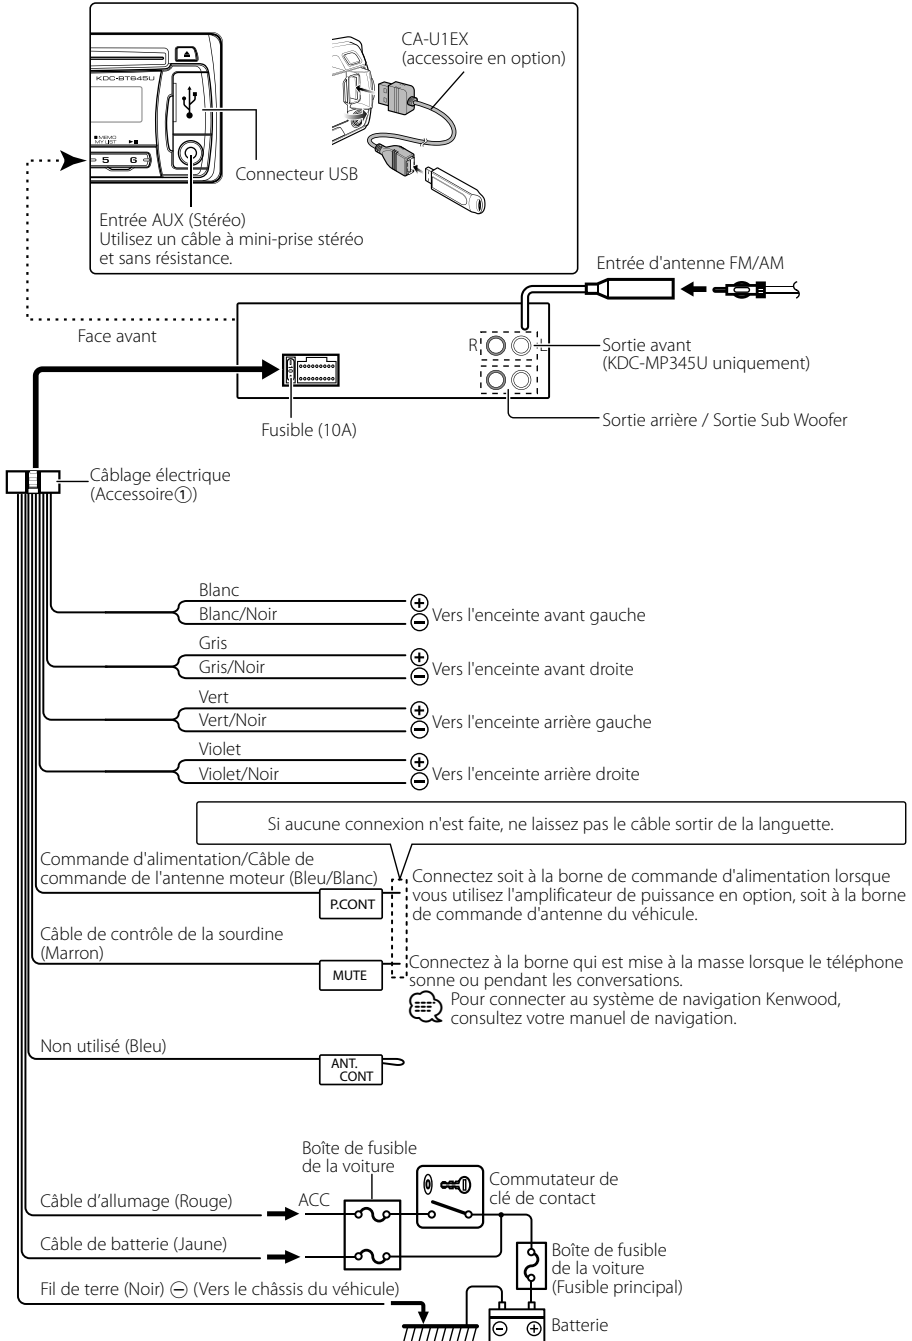 CA-U1EX
(accessoire en option)
KDC-BT645U
MEMO
MY LIST
5 6
Connecteur USB
Entrée AUX (Stéréo)
Utilisez un câble à mini-prise stéréo
et sans résistance.
Entrée d'antenne FM/AM
Face avant
R
L
Sortie avant
(KDC-MP345U uniquement)
Fusible (10A)
Sortie arrière / Sortie Sub Woofer
Câblage électrique
(Accessoire①)
Blanc
Blanc/Noir
⊕
⊖
Vers l'enceinte avant gauche
Gris
Gris/Noir
⊕
⊖
Vers l'enceinte avant droite
Vert
Vert/Noir
⊕
⊖
Vers l'enceinte arrière gauche
Violet
Violet/Noir
⊕
⊖
Vers l'enceinte arrière droite
Si aucune connexion n'est faite, ne laissez pas le câble sortir de la languette.
Commande d'alimentation/Câble de
commande de l'antenne moteur (Bleu/Blanc)
P.CONT
Connectez soit à la borne de commande d'alimentation lorsque
vous utilisez l'amplificateur de puissance en option, soit à la borne
de commande d'antenne du véhicule.
Câble de contrôle de la sourdine
(Marron)
MUTE
Connectez à la borne qui est mise à la masse lorsque le téléphone
sonne ou pendant les conversations.
Pour connecter au système de navigation Kenwood,
consultez votre manuel de navigation.
Non utilisé (Bleu)
ANT.
CONT
Boîte de fusible
de la voiture
Commutateur de
clé de contact
Câble d’allumage (Rouge)
ACC
Câble de batterie (Jaune)
Boîte de fusible
de la voiture
(Fusible principal)
Fil de terre (Noir) ⊖ (Vers le châssis du véhicule)
⊖ ⊕
Batterie